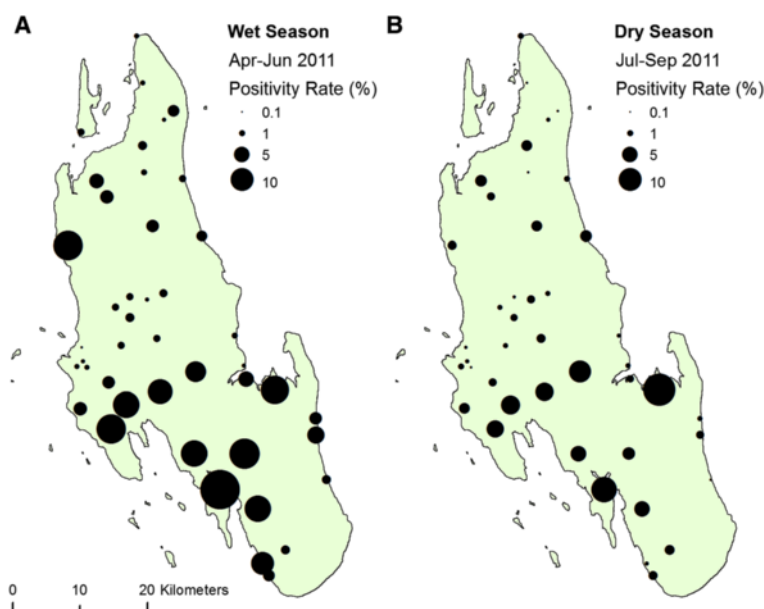 A
Wet Season
Apr-Jun 2011
Positivity Rate (%)
0.1
1
5
10
0 10 20 Kilometers
B
Dry Season
Jul-Sep 2011
Positivity Rate (%)
0.1
1
5
10